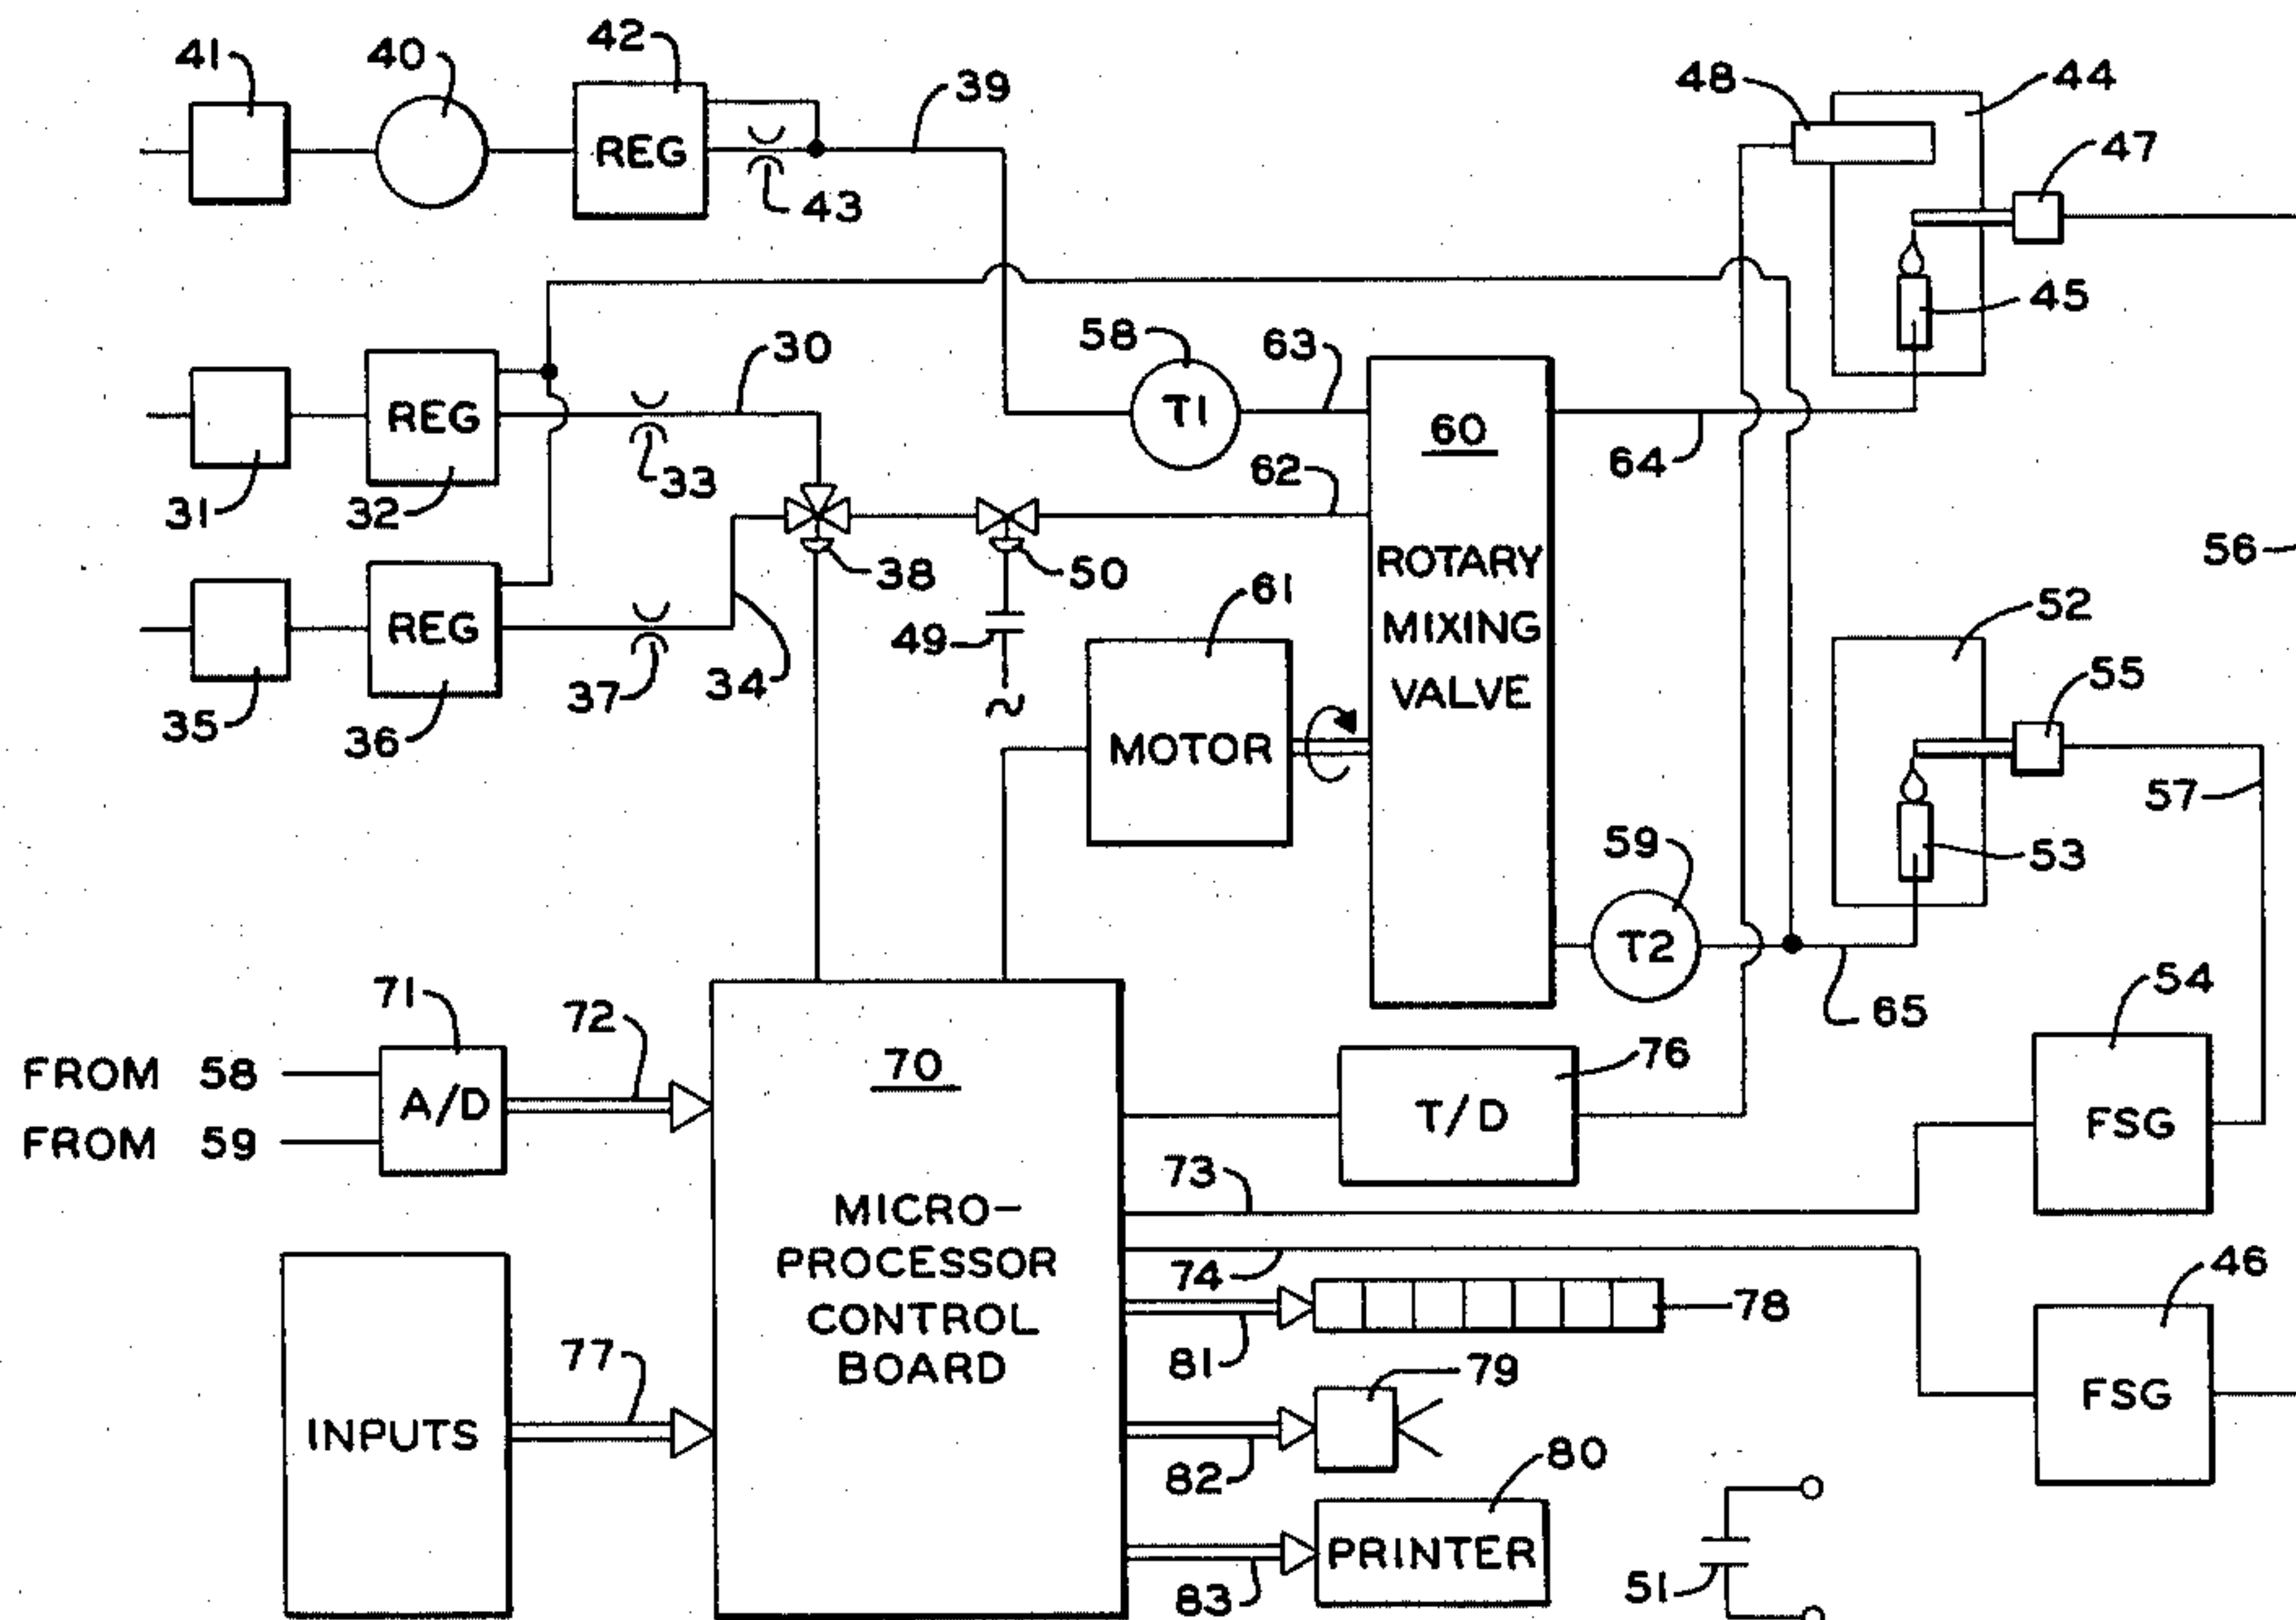 41
40
42
REG
43
39
48
44
47
45
31
REG
32
30
33
58
T1
63
60
ROTARY
MIXING
VALVE
64
62
38
50
49
56
35
REG
36
37
34
61
MOTOR
52
55
57
53
59
T2
65
54
FSG
FROM 58
FROM 59
71
A/D
72
70
MICRO-
PROCESSOR
CONTROL
BOARD
76
T/D
73
74
46
FSG
INPUTS
77
81
78
82
79
83
80
PRINTER
51